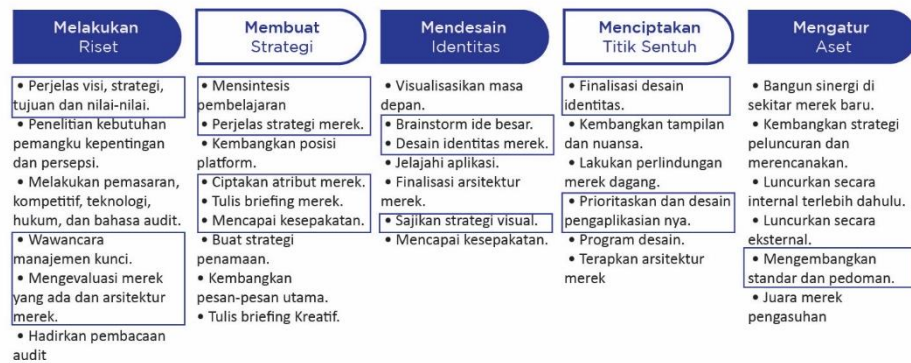 Melakukan
Riset
• Perjelas visi, strategi,
tujuan dan nilai-nilai.
• Penelitian kebutuhan
pemangku kepentingan
dan persepsi.
• Melakukan pemasaran,
kompetitif, teknologi,
hukum, dan bahasa audit.
• Wawancara
manajemen kunci.
• Mengevaluasi merek
yang ada dan arsitektur
merek.
• Hadirkan pembacaan
audit
Membuat
Strategi
• Mensintesis
pembelajaran
• Perjelas strategi merek.
• Kembangkan posisi
platform.
• Ciptakan atribut merek.
• Tulis briefing merek.
• Mencapai kesepakatan.
• Buat strategi
penamaan.
• Kembangkan
pesan-pesan utama.
• Tulis briefing Kreatif.
Mendesain
Identitas
• Visualisasikan masa
depan.
• Brainstorm ide besar.
• Desain identitas merek.
• Jelajahi aplikasi.
• Finalisasi arsitektur
merek.
• Sajikan strategi visual.
• Mencapai kesepakatan.
Menciptakan
Titik Sentuh
• Finalisasi desain
identitas.
• Kembangkan tampilan
dan nuansa.
• Lakukan perlindungan
merek dagang.
• Prioritaskan dan desain
pengaplikasian nya.
• Program desain.
• Terapkan arsitektur
merek
Mengatur
Aset
• Bangun sinergi di
sekitar merek baru.
• Kembangkan strategi
peluncuran dan
merencanakan.
• Luncurkan secara
internal terlebih dahulu.
• Luncurkan secara
eksternal.
• Mengembangkan
standar dan pedoman.
• Juara merek
pengasuhan